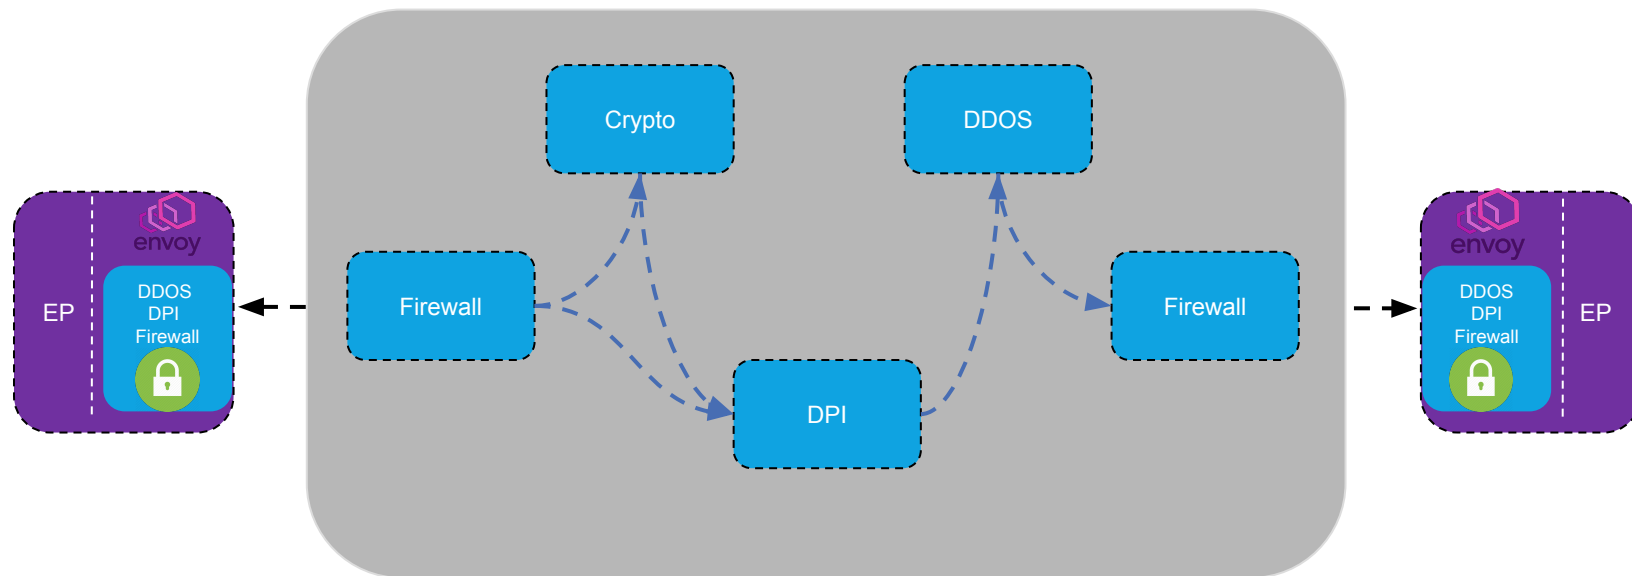 Crypto
DDOS
envoy
EP
DDOS
DPI
Firewall
Firewall
Firewall
DPI
envoy
DDOS
DPI
Firewall
EP